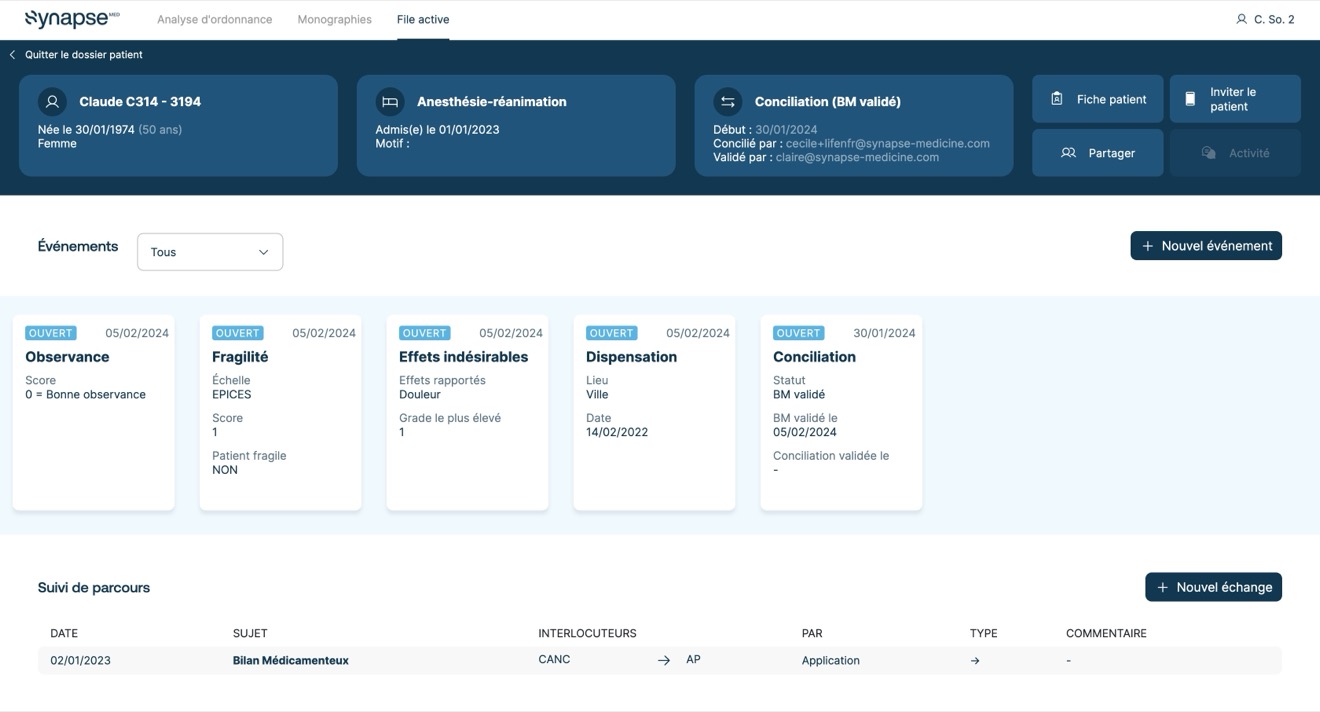 Synapse MED
Analyse d'ordonnance
Monographies
File active
C. So. 2
Quitter le dossier patient
Claude C314 - 3194
Née le 30/01/1974 (50 ans)
Femme
Anesthésie-réanimation
Admis(e) le 01/01/2023
Motif :
Conciliation (BM validé)
Début : 30/01/2024
Concilié par : cecile+lifenfr@synapse-medicine.com
Validé par : claire@synapse-medicine.com
Fiche patient
Inviter le
patient
Partager
Activité
Événements
Tous
Nouvel événement
OUVERT 05/02/2024
Observance
Score
0 = Bonne observance
OUVERT 05/02/2024
Fragilité
Échelle
EPICES
Score
1
Patient fragile
NON
OUVERT 05/02/2024
Effets indésirables
Effets rapportés
Douleur
Grade le plus élevé
1
OUVERT 05/02/2024
Dispensation
Lieu
Ville
Date
14/02/2022
OUVERT 30/01/2024
Conciliation
Statut
BM validé
BM validé le
05/02/2024
Conciliation validée le
-
Suivi de parcours
Nouvel échange
DATE SUJET INTERLOCUTEURS PAR TYPE COMMENTAIRE
02/01/2023 Bilan Médicamenteux CANC → AP Application → -